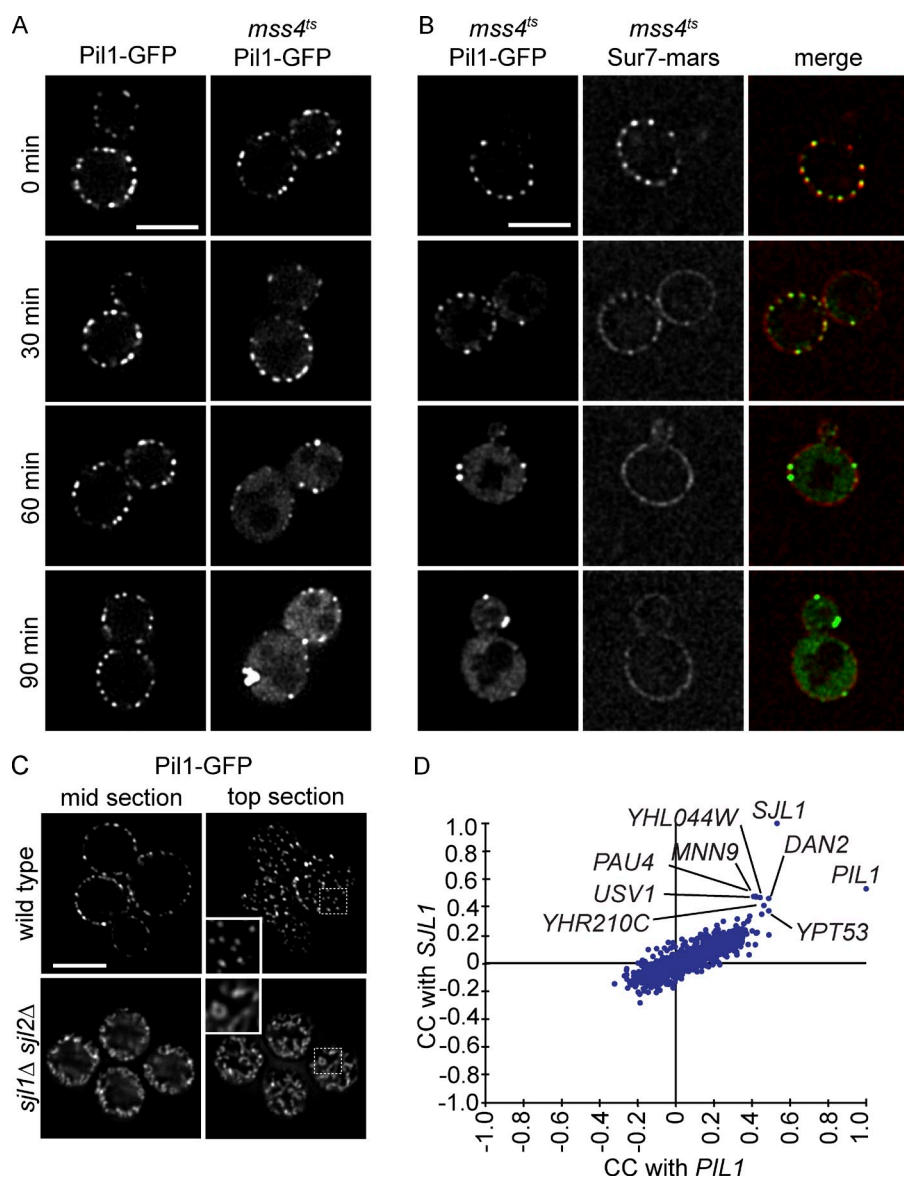 A
Pil1-GFP
mss4ts
Pil1-GFP
B
mss4ts
Pil1-GFP
mss4ts
Sur7-mars
merge
0 min
30 min
60 min
90 min
C
Pil1-GFP
mid section
top section
wild type
sjl1Δ sjl2Δ
D
CC with SJL1
1.0
0.8
0.6
0.4
0.2
0
-0.2
-0.4
-0.6
-0.8
1.0
YHL044W
SJL1
PAU4
MNN9
DAN2
PIL1
USV1
YHR210C
YPT53
-1.0
-0.8
-0.6
-0.4
-0.2
0
0.2
0.4
0.6
0.8
1.0
CC with PIL1